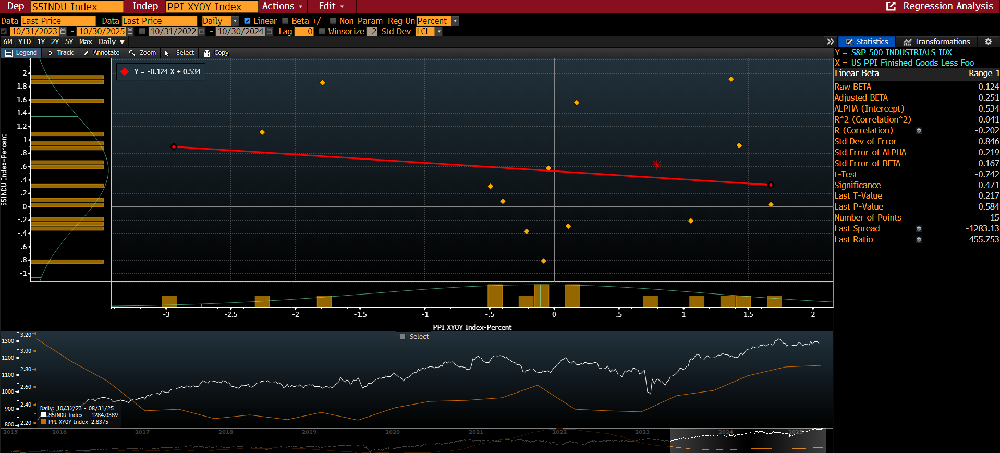 Dep S5INDU Index Indep PPI XYOY Index Actions Edit Regression Analysis
Data Last Price Data Last Price Daily Linear Beta +/- Non-Param Reg On Percent
10/31/2023 - 10/30/2025 10/31/2022 - 10/30/2024 Lag 0 Winsorize 2 Std Dev LCL
6M YTD 1Y 2Y 5Y Max Daily ▼ Statistics Transformations
Legend Track Annotate Zoom Select Copy
Y = S&P 500 INDUSTRIALS IDX
X = US PPI Finished Goods Less Foo
Linear Beta Range 1
Raw BETA -0.124
Adjusted BETA 0.251
ALPHA (Intercept) 0.534
R^2 (Correlation^2) 0.041
R (Correlation) -0.202
Std Dev of Error 0.846
Std Error of ALPHA 0.219
Std Error of BETA 0.167
t-Test -0.742
Significance 0.471
Last T-Value 0.217
Last P-Value 0.584
Number of Points 15
Last Spread -1283.13
Last Ratio 455.753
Y = -0.124 X + 0.534
S5INDU Index-Percent
2
1.8
1.6
1.4
1.2
1
.8
.6
.4
.2
0
-.2
-.4
-.6
-.8
-1
-3 -2.5 -2 -1.5 -1 -.5 0 .5 1 1.5 2
PPI XYOY Index-Percent
Select
1300
1200
1100
1000
900
800
3.20
3.00
2.80
2.60
2.40
2.20
Daily: 10/31/23 - 08/31/25
S5INDU Index 1284.0389
PPI XYOY Index 2.8375
2015 2016 2017 2018 2019 2020 2021 2022 2023 2024 2025